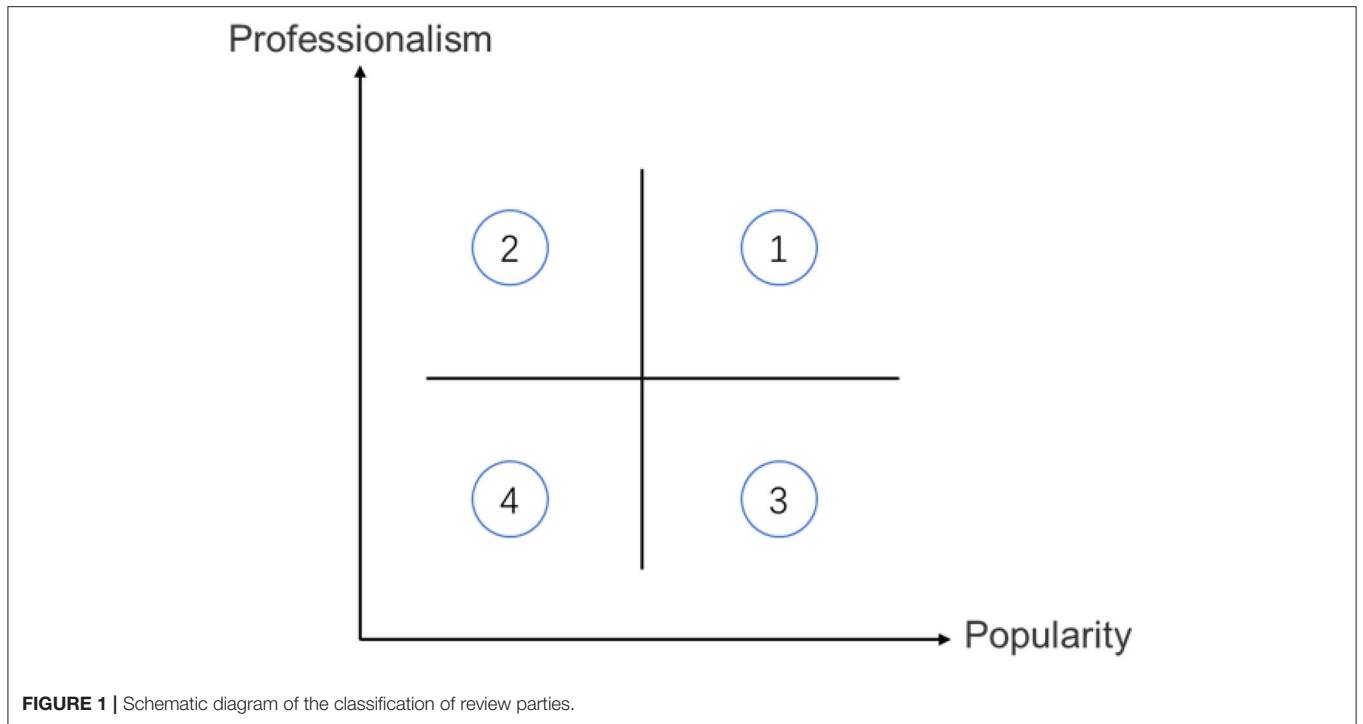 Professionalism
2
1
4
3
Popularity
FIGURE 1 | Schematic diagram of the classification of review parties.